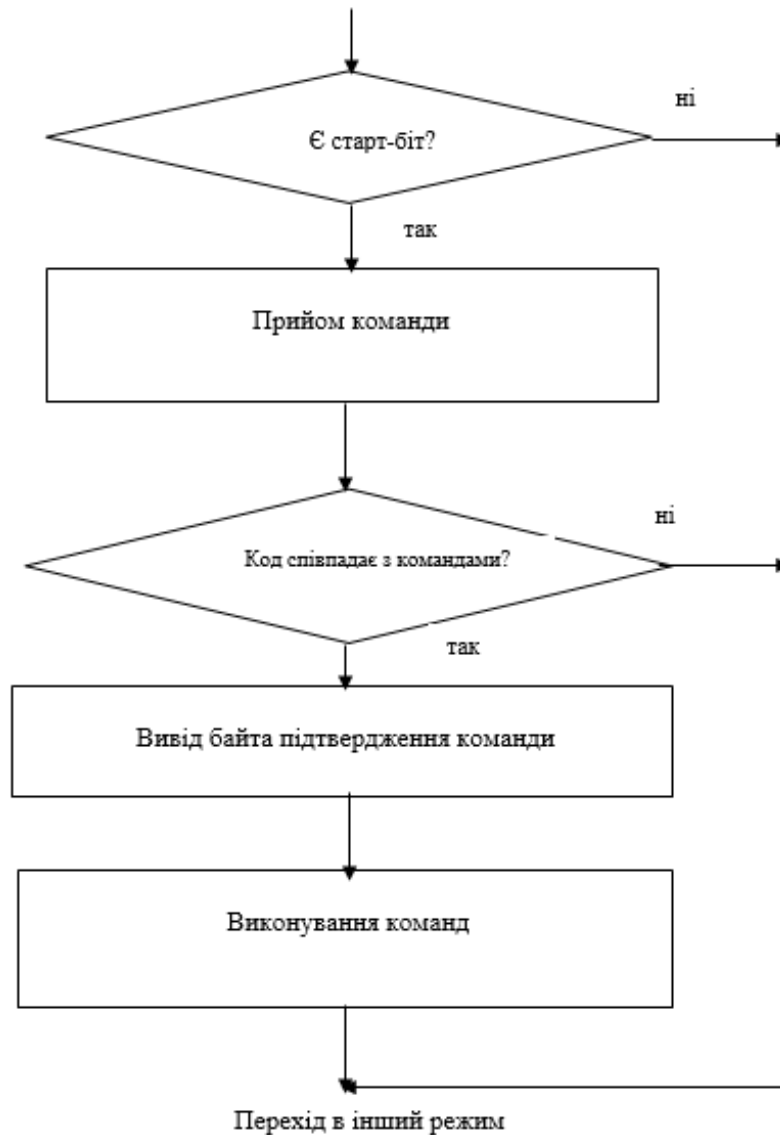 ні
Є старт-біт?
так
Прийом команди
ні
Код співпадає з командами?
так
Вивід байта підтвердження команди
Виконування команд
Перехід в інший режим